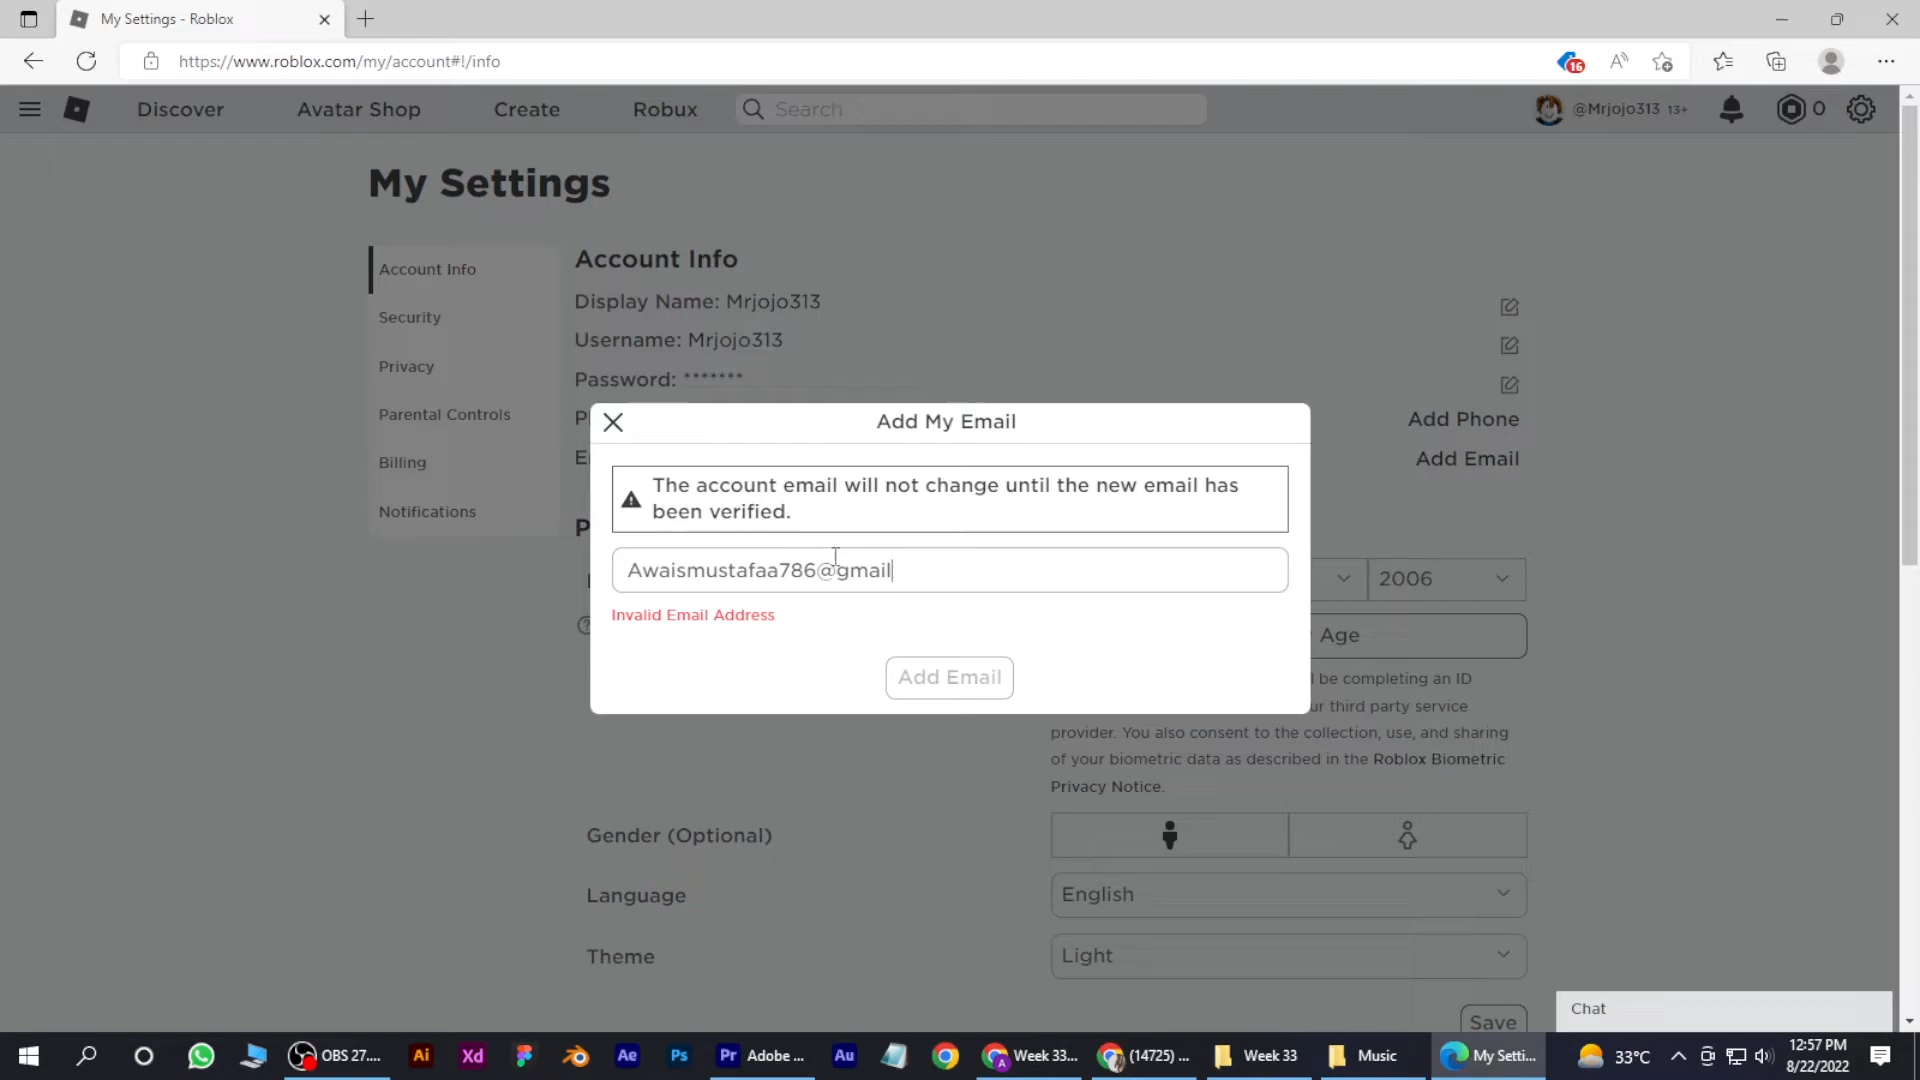 My Settings - Roblox
https://www.roblox.com/my/account#!/info
16
Discover
Avatar Shop
Create
Robux
Search
@Mrjojo313 13+
0
My Settings
Account Info
Security
Privacy
Parental Controls
Billing
Notifications
Account Info
Display Name: Mrjojo313
Username: Mrjojo313
Password: *******
P
Add Phone
E
Add Email
P
Add My Email
The account email will not change until the new email has
been verified.
Awaismustafaa786@gmail
Invalid Email Address
Add Email
2006
Age
l be completing an ID
ur third party service
provider. You also consent to the collection, use, and sharing
of your biometric data as described in the Roblox Biometric
Privacy Notice.
Gender (Optional)
Language
English
Theme
Light
Save
Chat
OBS 27....
Ai
Xd
Ae
Ps
Pr
Adobe ...
Au
Week 33...
(14725) ...
Week 33
Music
My Setti...
33°C
12:57 PM
8/22/2022